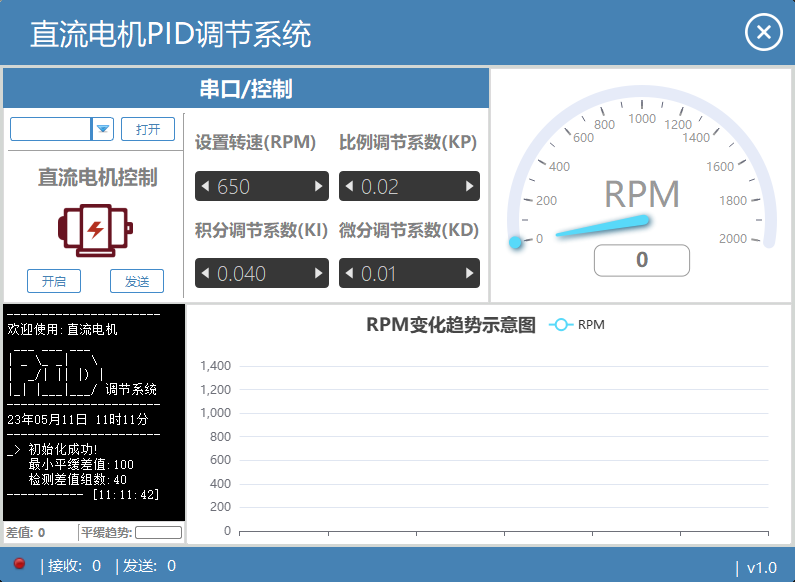 直流电机PID调节系统
串口/控制
打开
直流电机控制
开启
发送
设置转速(RPM)
比例调节系数(KP)
650
0.02
积分调节系数(KI)
微分调节系数(KD)
0.040
0.01
0
200
400
600
800
1000
1200
1400
1600
1800
2000
RPM
0
欢迎使用:直流电机
调节系统
23年05月11日 11时11分
_> 初始化成功!
最小平缓差值:100
检测差值组数:40
----------- [11:11:42]
差值: 0
平缓趋势:
RPM变化趋势示意图
RPM
1,400
1,200
1,000
800
600
400
200
0
|接收: 0 |发送: 0
| v1.0